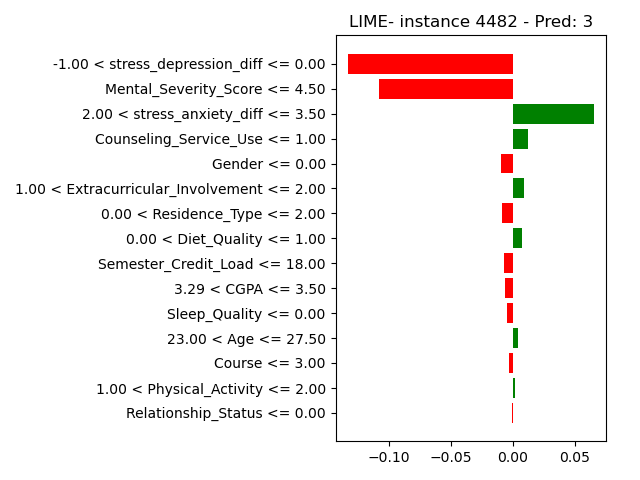 LIME- instance 4482 - Pred: 3
-1.00 < stress_depression_diff <= 0.00
Mental_Severity_Score <= 4.50
2.00 < stress_anxiety_diff <= 3.50
Counseling_Service_Use <= 1.00
Gender <= 0.00
1.00 < Extracurricular_Involvement <= 2.00
0.00 < Residence_Type <= 2.00
0.00 < Diet_Quality <= 1.00
Semester_Credit_Load <= 18.00
3.29 < CGPA <= 3.50
Sleep_Quality <= 0.00
23.00 < Age <= 27.50
Course <= 3.00
1.00 < Physical_Activity <= 2.00
Relationship_Status <= 0.00
−0.10 −0.05 0.00 0.05